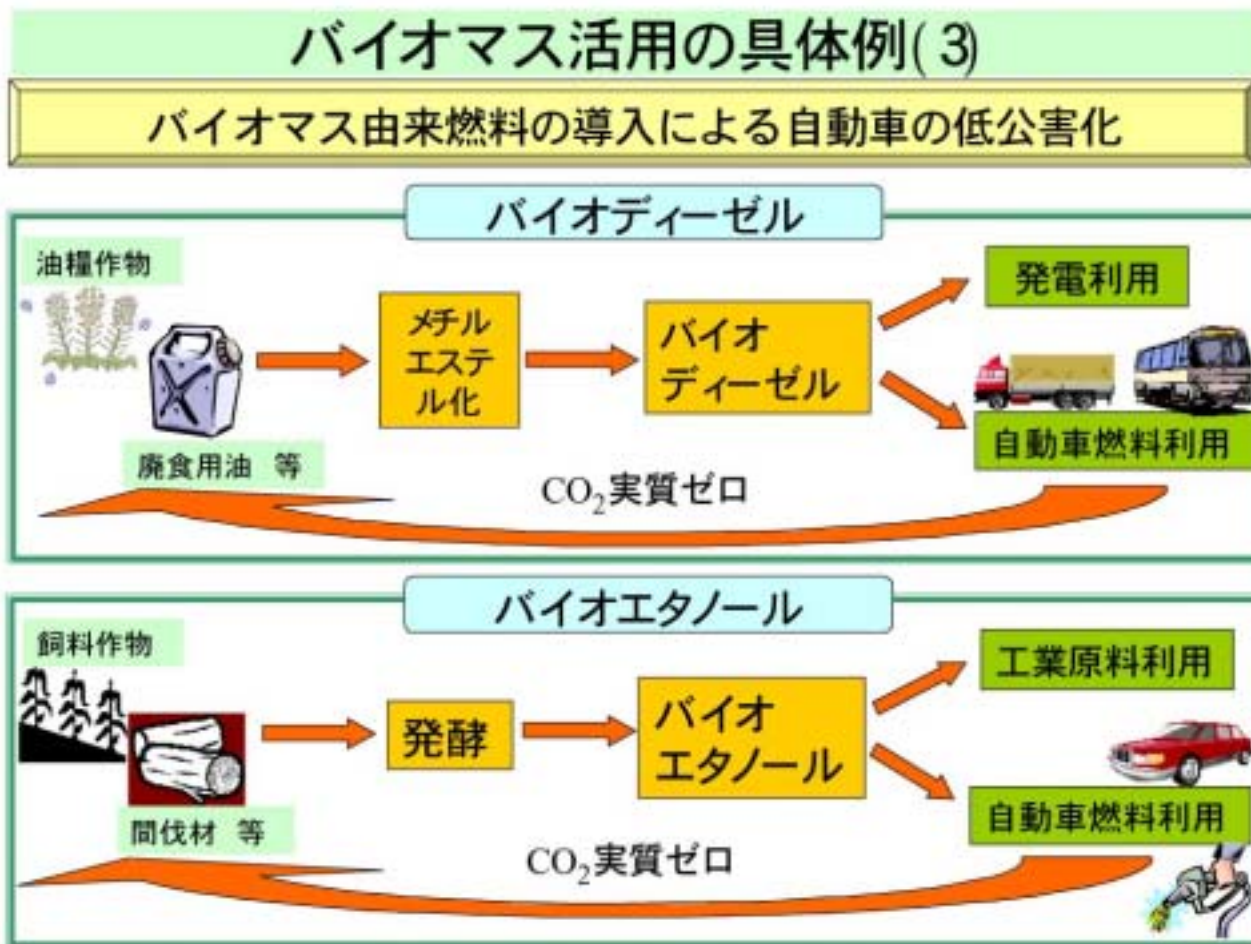 バイオマス活用の具体例(3)
バイオマス由来燃料の導入による自動車の低公害化
バイオディーゼル
油糧作物
廃食用油 等
メチル
エステ
ル化
バイオ
ディーゼル
発電利用
自動車燃料利用
CO₂実質ゼロ
バイオエタノール
飼料作物
間伐材 等
発酵
バイオ
エタノール
工業原料利用
自動車燃料利用
CO₂実質ゼロ